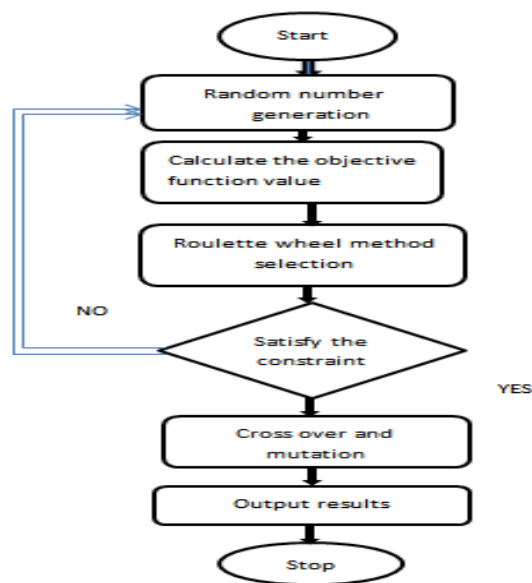 Start
Random number
generation
Calculate the objective
function value
Roulette wheel method
selection
NO
Satisfy the
constraint
YES
Cross over and
mutation
Output results
Stop